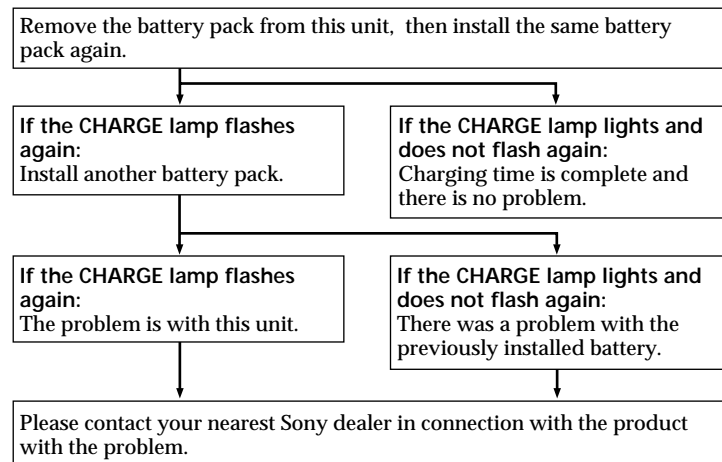 Remove the battery pack from this unit, then install the same battery
pack again.
If the CHARGE lamp flashes
again:
Install another battery pack.
If the CHARGE lamp lights and
does not flash again:
Charging time is complete and
there is no problem.
If the CHARGE lamp flashes
again:
The problem is with this unit.
If the CHARGE lamp lights and
does not flash again:
There was a problem with the
previously installed battery.
Please contact your nearest Sony dealer in connection with the product
with the problem.